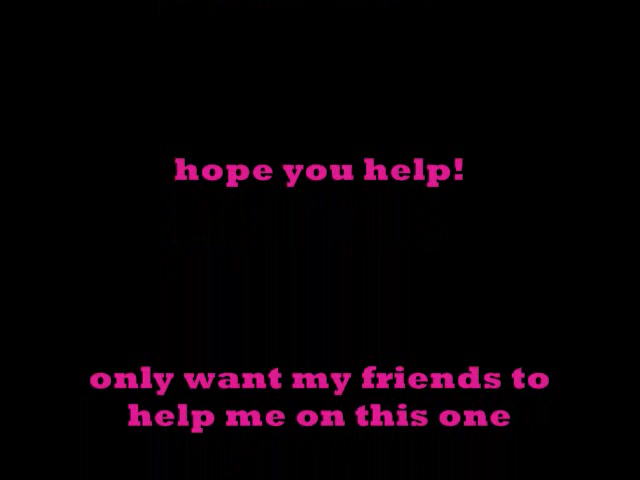 hope you help!
only want my friends to
help me on this one